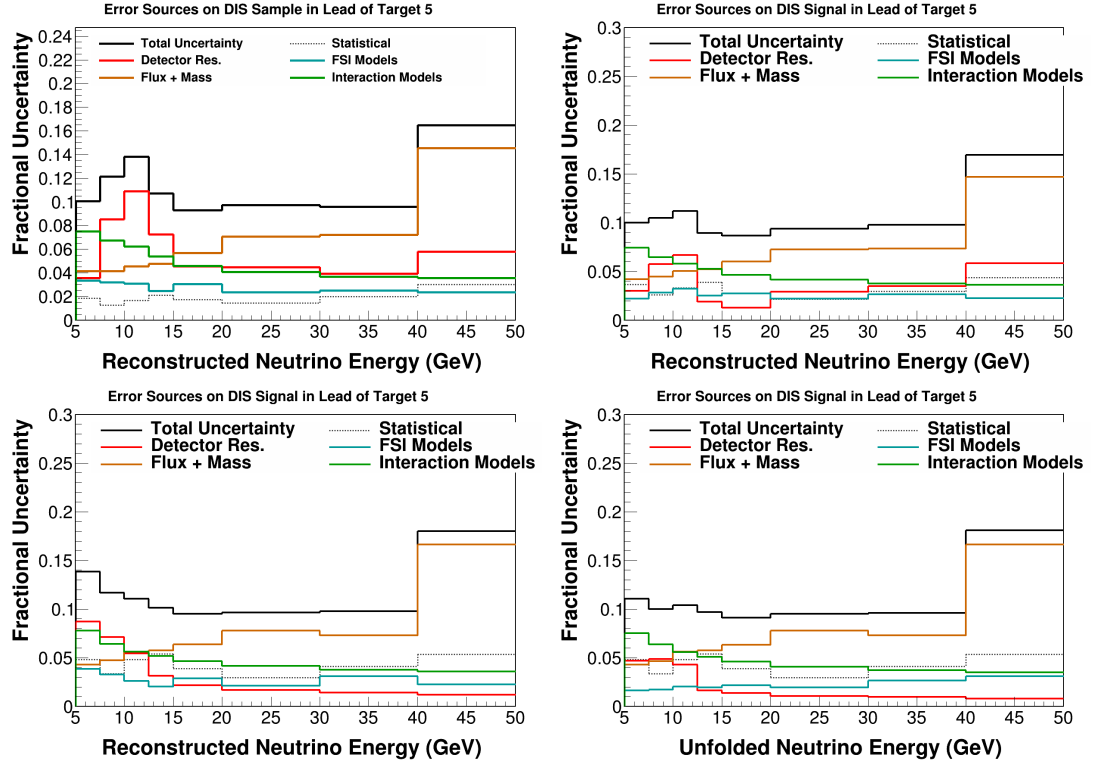 Error Sources on DIS Sample in Lead of Target 5
Fractional Uncertainty
0.24
0.22
0.2
0.18
0.16
0.14
0.12
0.1
0.08
0.06
0.04
0.02
0
Total Uncertainty
Detector Res.
Flux + Mass
Statistical
FSI Models
Interaction Models
5 10 15 20 25 30 35 40 45 50
Reconstructed Neutrino Energy (GeV)
Error Sources on DIS Signal in Lead of Target 5
Fractional Uncertainty
0.3
0.25
0.2
0.15
0.1
0.05
0
Total Uncertainty
Detector Res.
Flux + Mass
Statistical
FSI Models
Interaction Models
5 10 15 20 25 30 35 40 45 50
Reconstructed Neutrino Energy (GeV)
Error Sources on DIS Signal in Lead of Target 5
Fractional Uncertainty
0.3
0.25
0.2
0.15
0.1
0.05
0
Total Uncertainty
Detector Res.
Flux + Mass
Statistical
FSI Models
Interaction Models
5 10 15 20 25 30 35 40 45 50
Reconstructed Neutrino Energy (GeV)
Error Sources on DIS Signal in Lead of Target 5
Fractional Uncertainty
0.3
0.25
0.2
0.15
0.1
0.05
0
Total Uncertainty
Detector Res.
Flux + Mass
Statistical
FSI Models
Interaction Models
5 10 15 20 25 30 35 40 45 50
Unfolded Neutrino Energy (GeV)